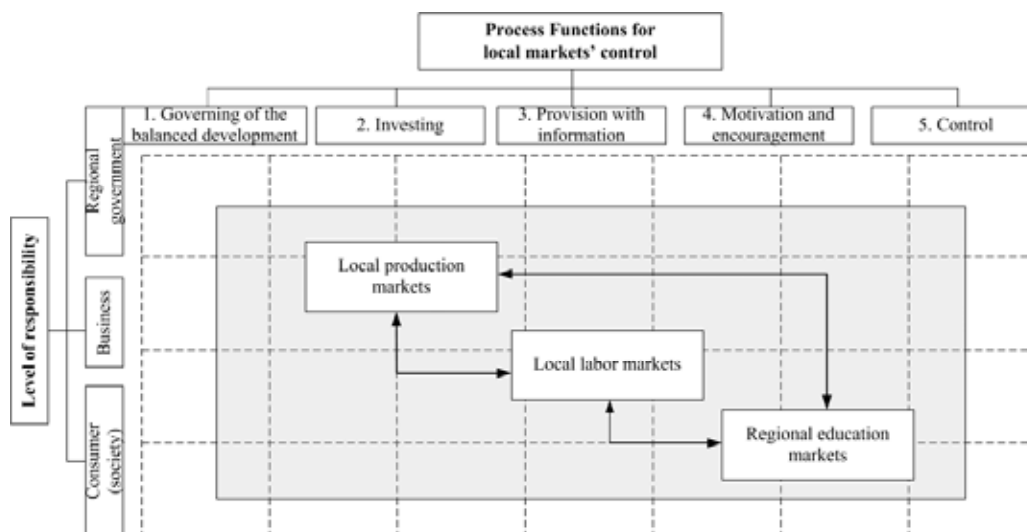 Process Functions for
local markets' control
1. Governing of the
balanced development
2. Investing
3. Provision with
information
4. Motivation and
encouragement
5. Control
Level of responsibility
Regional
government
Business
Consumer
(society)
Local production
markets
Local labor markets
Regional education
markets